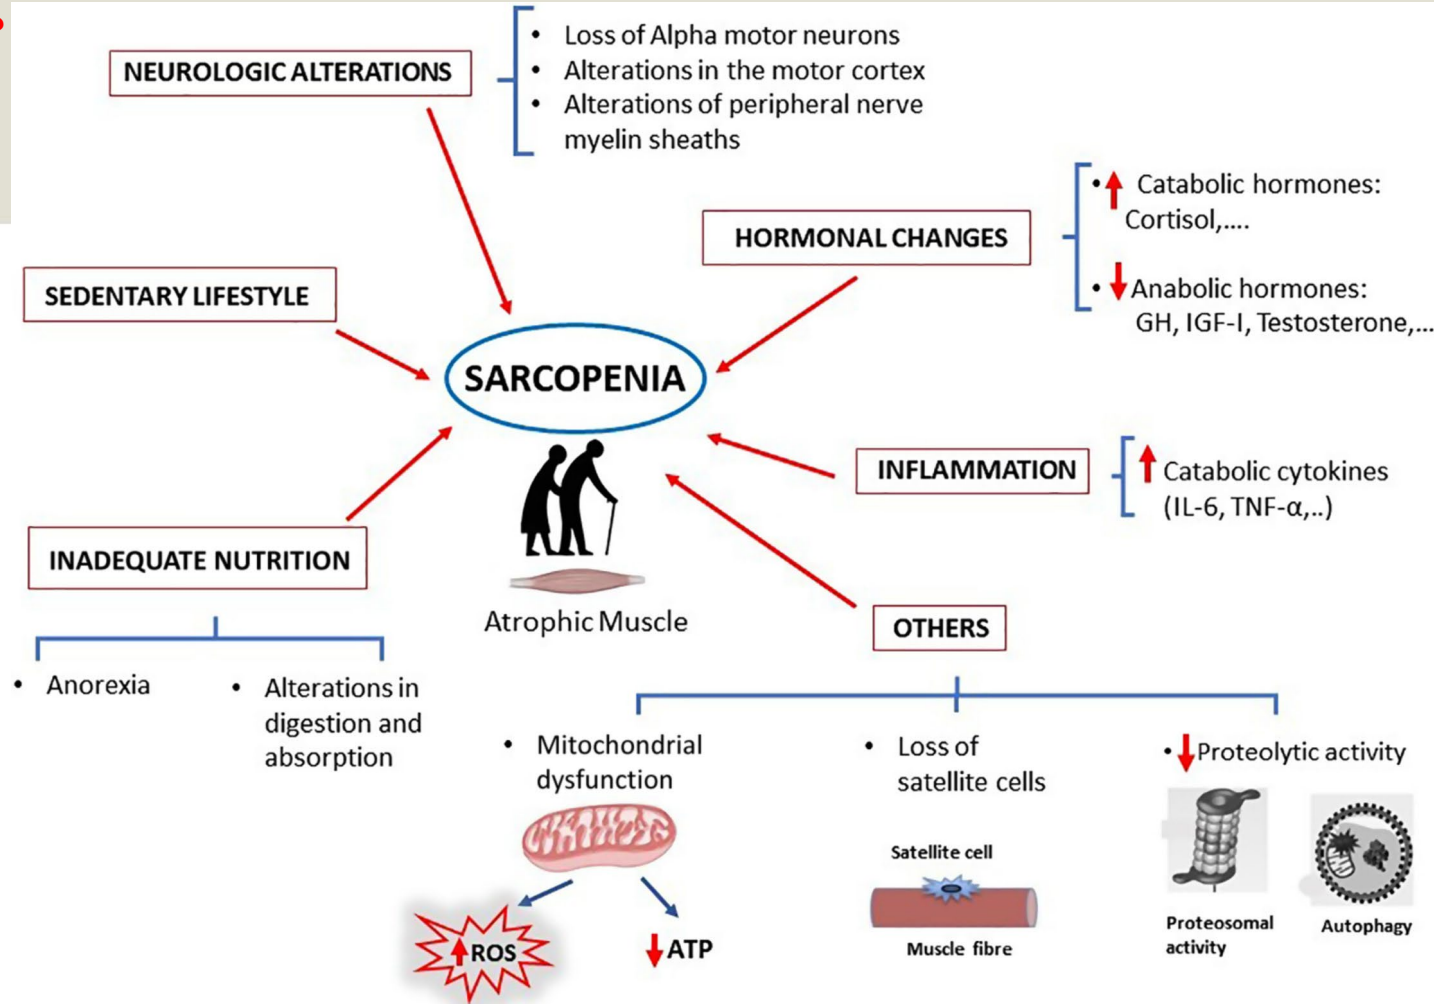 NEUROLOGIC ALTERATIONS
• Loss of Alpha motor neurons
• Alterations in the motor cortex
• Alterations of peripheral nerve
myelin sheaths
HORMONAL CHANGES
• Catabolic hormones:
Cortisol,....
• Anabolic hormones:
GH, IGF-I, Testosterone,...
SEDENTARY LIFESTYLE
SARCOPENIA
INFLAMMATION
Catabolic cytokines
(IL-6, TNF-α,..)
INADEQUATE NUTRITION
• Anorexia
• Alterations in
digestion and
absorption
Atrophic Muscle
OTHERS
• Mitochondrial
dysfunction
ROS
ATP
• Loss of
satellite cells
Satellite cell
Muscle fibre
• Proteolytic activity
Proteosomal
activity
Autophagy